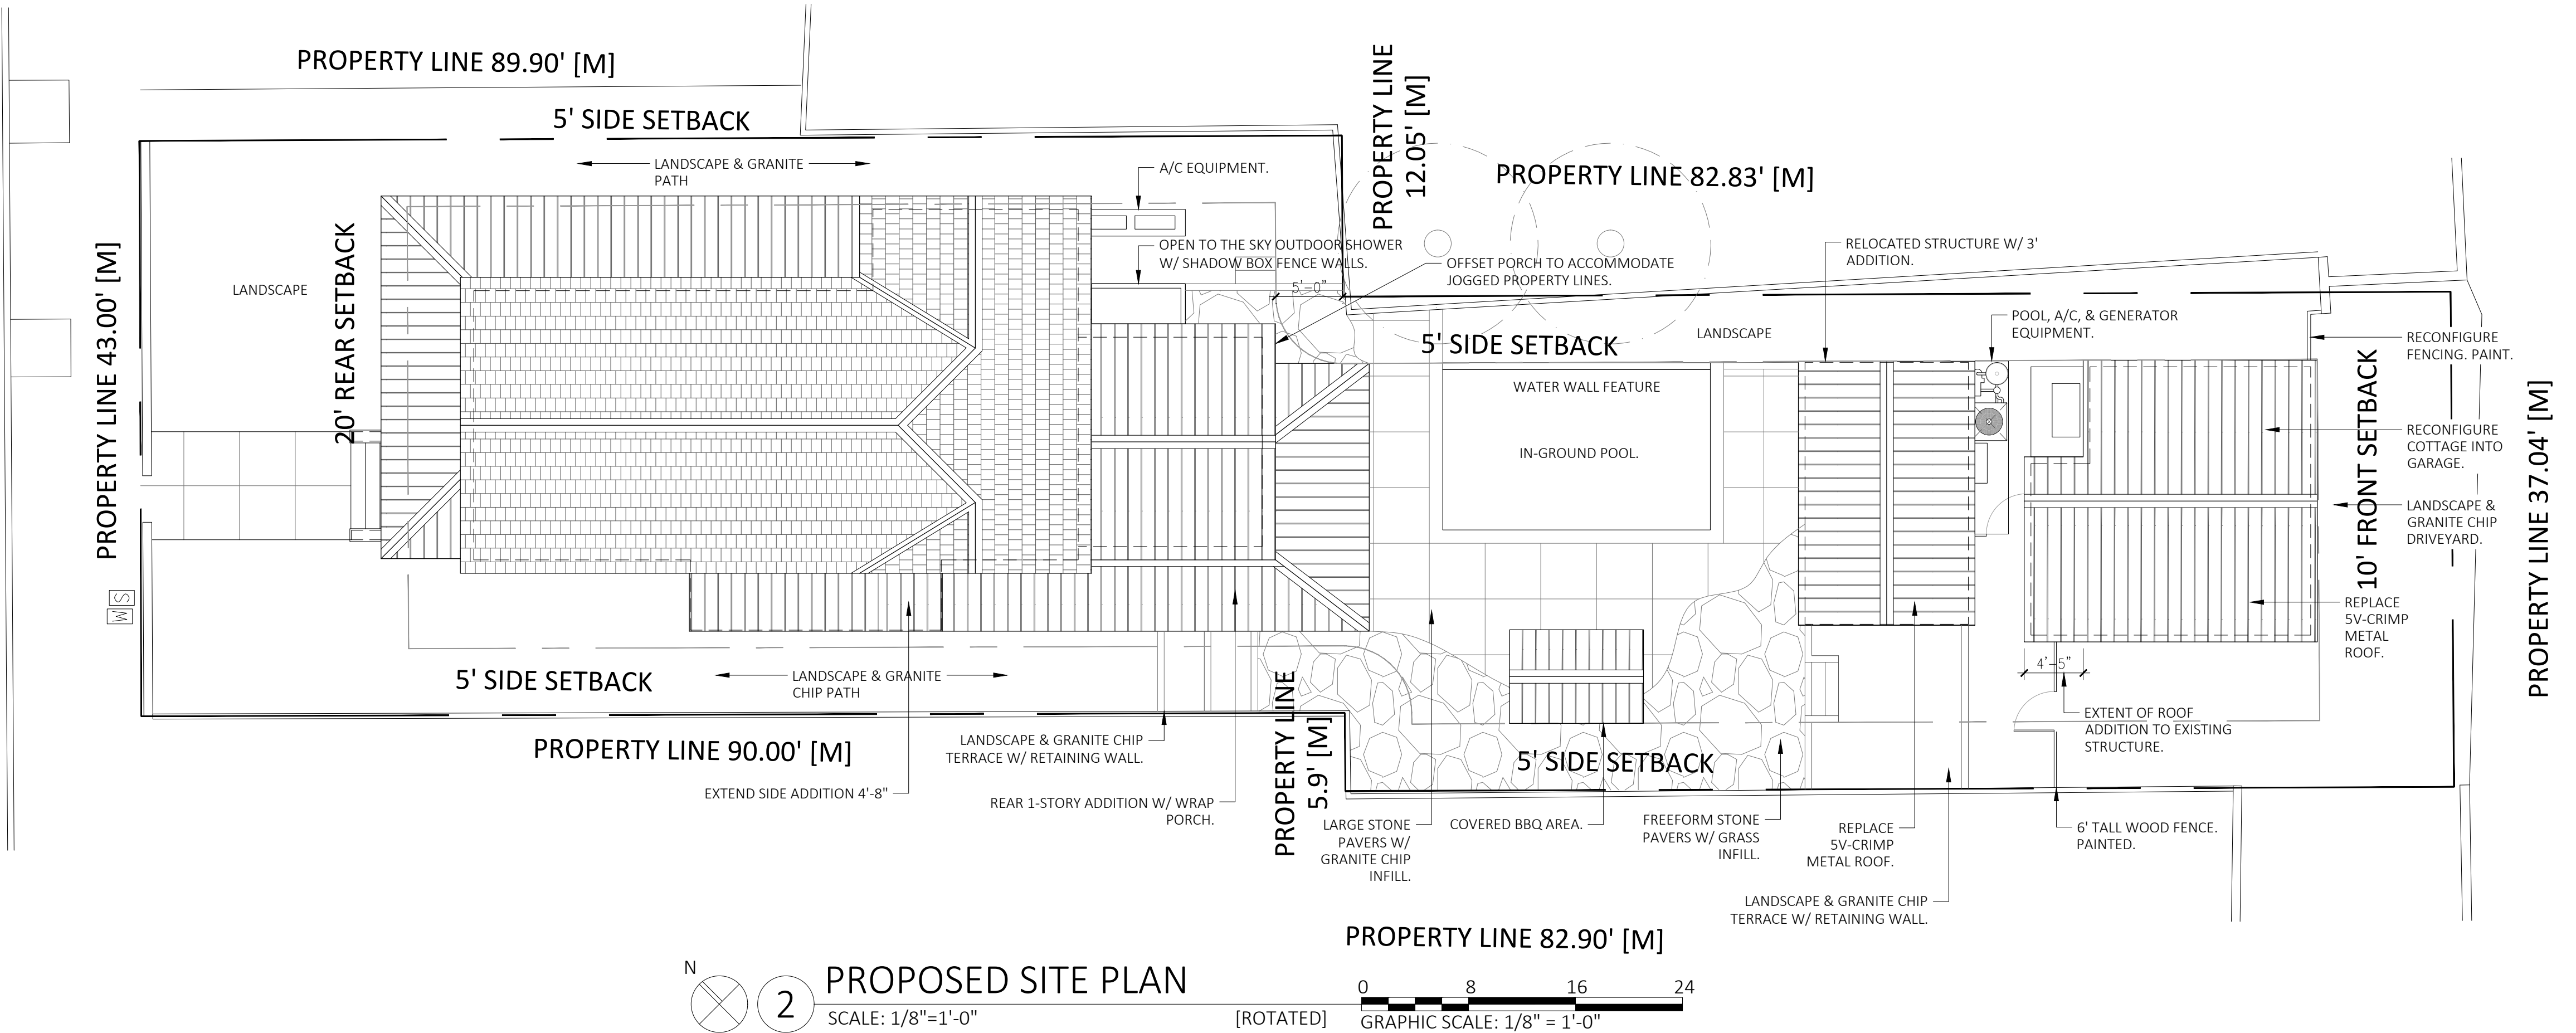 PROPERTY LINE 89.90' [M]
5' SIDE SETBACK
LANDSCAPE & GRANITE
PATH
A/C EQUIPMENT.
PROPERTY LINE
12.05' [M]
PROPERTY LINE 82.83' [M]
OPEN TO THE SKY OUTDOOR SHOWER
W/ SHADOW BOX FENCE WALLS.
OFFSET PORCH TO ACCOMMODATE
JOGGED PROPERTY LINES.
5'-0"
RELOCATED STRUCTURE W/ 3'
ADDITION.
POOL, A/C, & GENERATOR
EQUIPMENT.
LANDSCAPE
5' SIDE SETBACK
RECONFIGURE
FENCING. PAINT.
PROPERTY LINE 43.00' [M]
LANDSCAPE
20' REAR SETBACK
WATER WALL FEATURE
IN-GROUND POOL.
10' FRONT SETBACK
RECONFIGURE
COTTAGE INTO
GARAGE.
LANDSCAPE &
GRANITE CHIP
DRIVEYARD.
PROPERTY LINE 37.04' [M]
REPLACE
5V-CRIMP
METAL
ROOF.
S
W
4'-5"
EXTENT OF ROOF
ADDITION TO EXISTING
STRUCTURE.
5' SIDE SETBACK
LANDSCAPE & GRANITE
CHIP PATH
PROPERTY LINE 90.00' [M]
LANDSCAPE & GRANITE CHIP
TERRACE W/ RETAINING WALL.
EXTEND SIDE ADDITION 4'-8"
REAR 1-STORY ADDITION W/ WRAP
PORCH.
PROPERTY LINE
5.9' [M]
5' SIDE SETBACK
LARGE STONE
PAVERS W/
GRANITE CHIP
INFILL.
COVERED BBQ AREA.
FREEFORM STONE
PAVERS W/ GRASS
INFILL.
REPLACE
5V-CRIMP
METAL ROOF.
6' TALL WOOD FENCE.
PAINTED.
LANDSCAPE & GRANITE CHIP
TERRACE W/ RETAINING WALL.
PROPERTY LINE 82.90' [M]
N
2
PROPOSED SITE PLAN
SCALE: 1/8"=1'-0"
[ROTATED]
0 8 16 24
GRAPHIC SCALE: 1/8" = 1'-0"